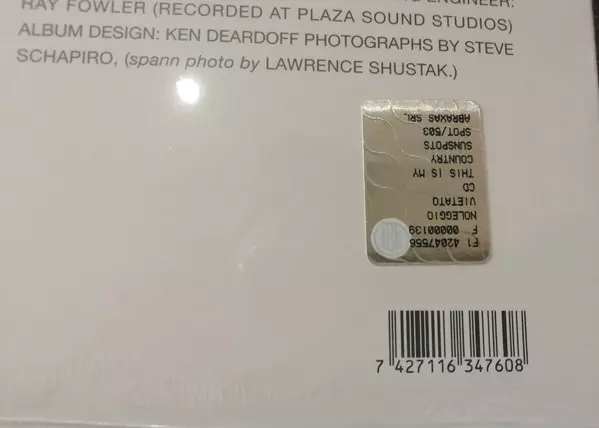 ENGINEER:
RAY FOWLER (RECORDED AT PLAZA SOUND STUDIOS)
ALBUM DESIGN: KEN DEARDOFF PHOTOGRAPHS BY STEVE
SCHAPIRO, (spann photo by LAWRENCE SHUSTAK.)
F1 42047556
F 00000139
NOLEGGIO
VIETATO
CD
THIS IS MY
COUNTRY
SUNSPOTS
SPOT/503
ABRAXAS SRL
7 427116 347608